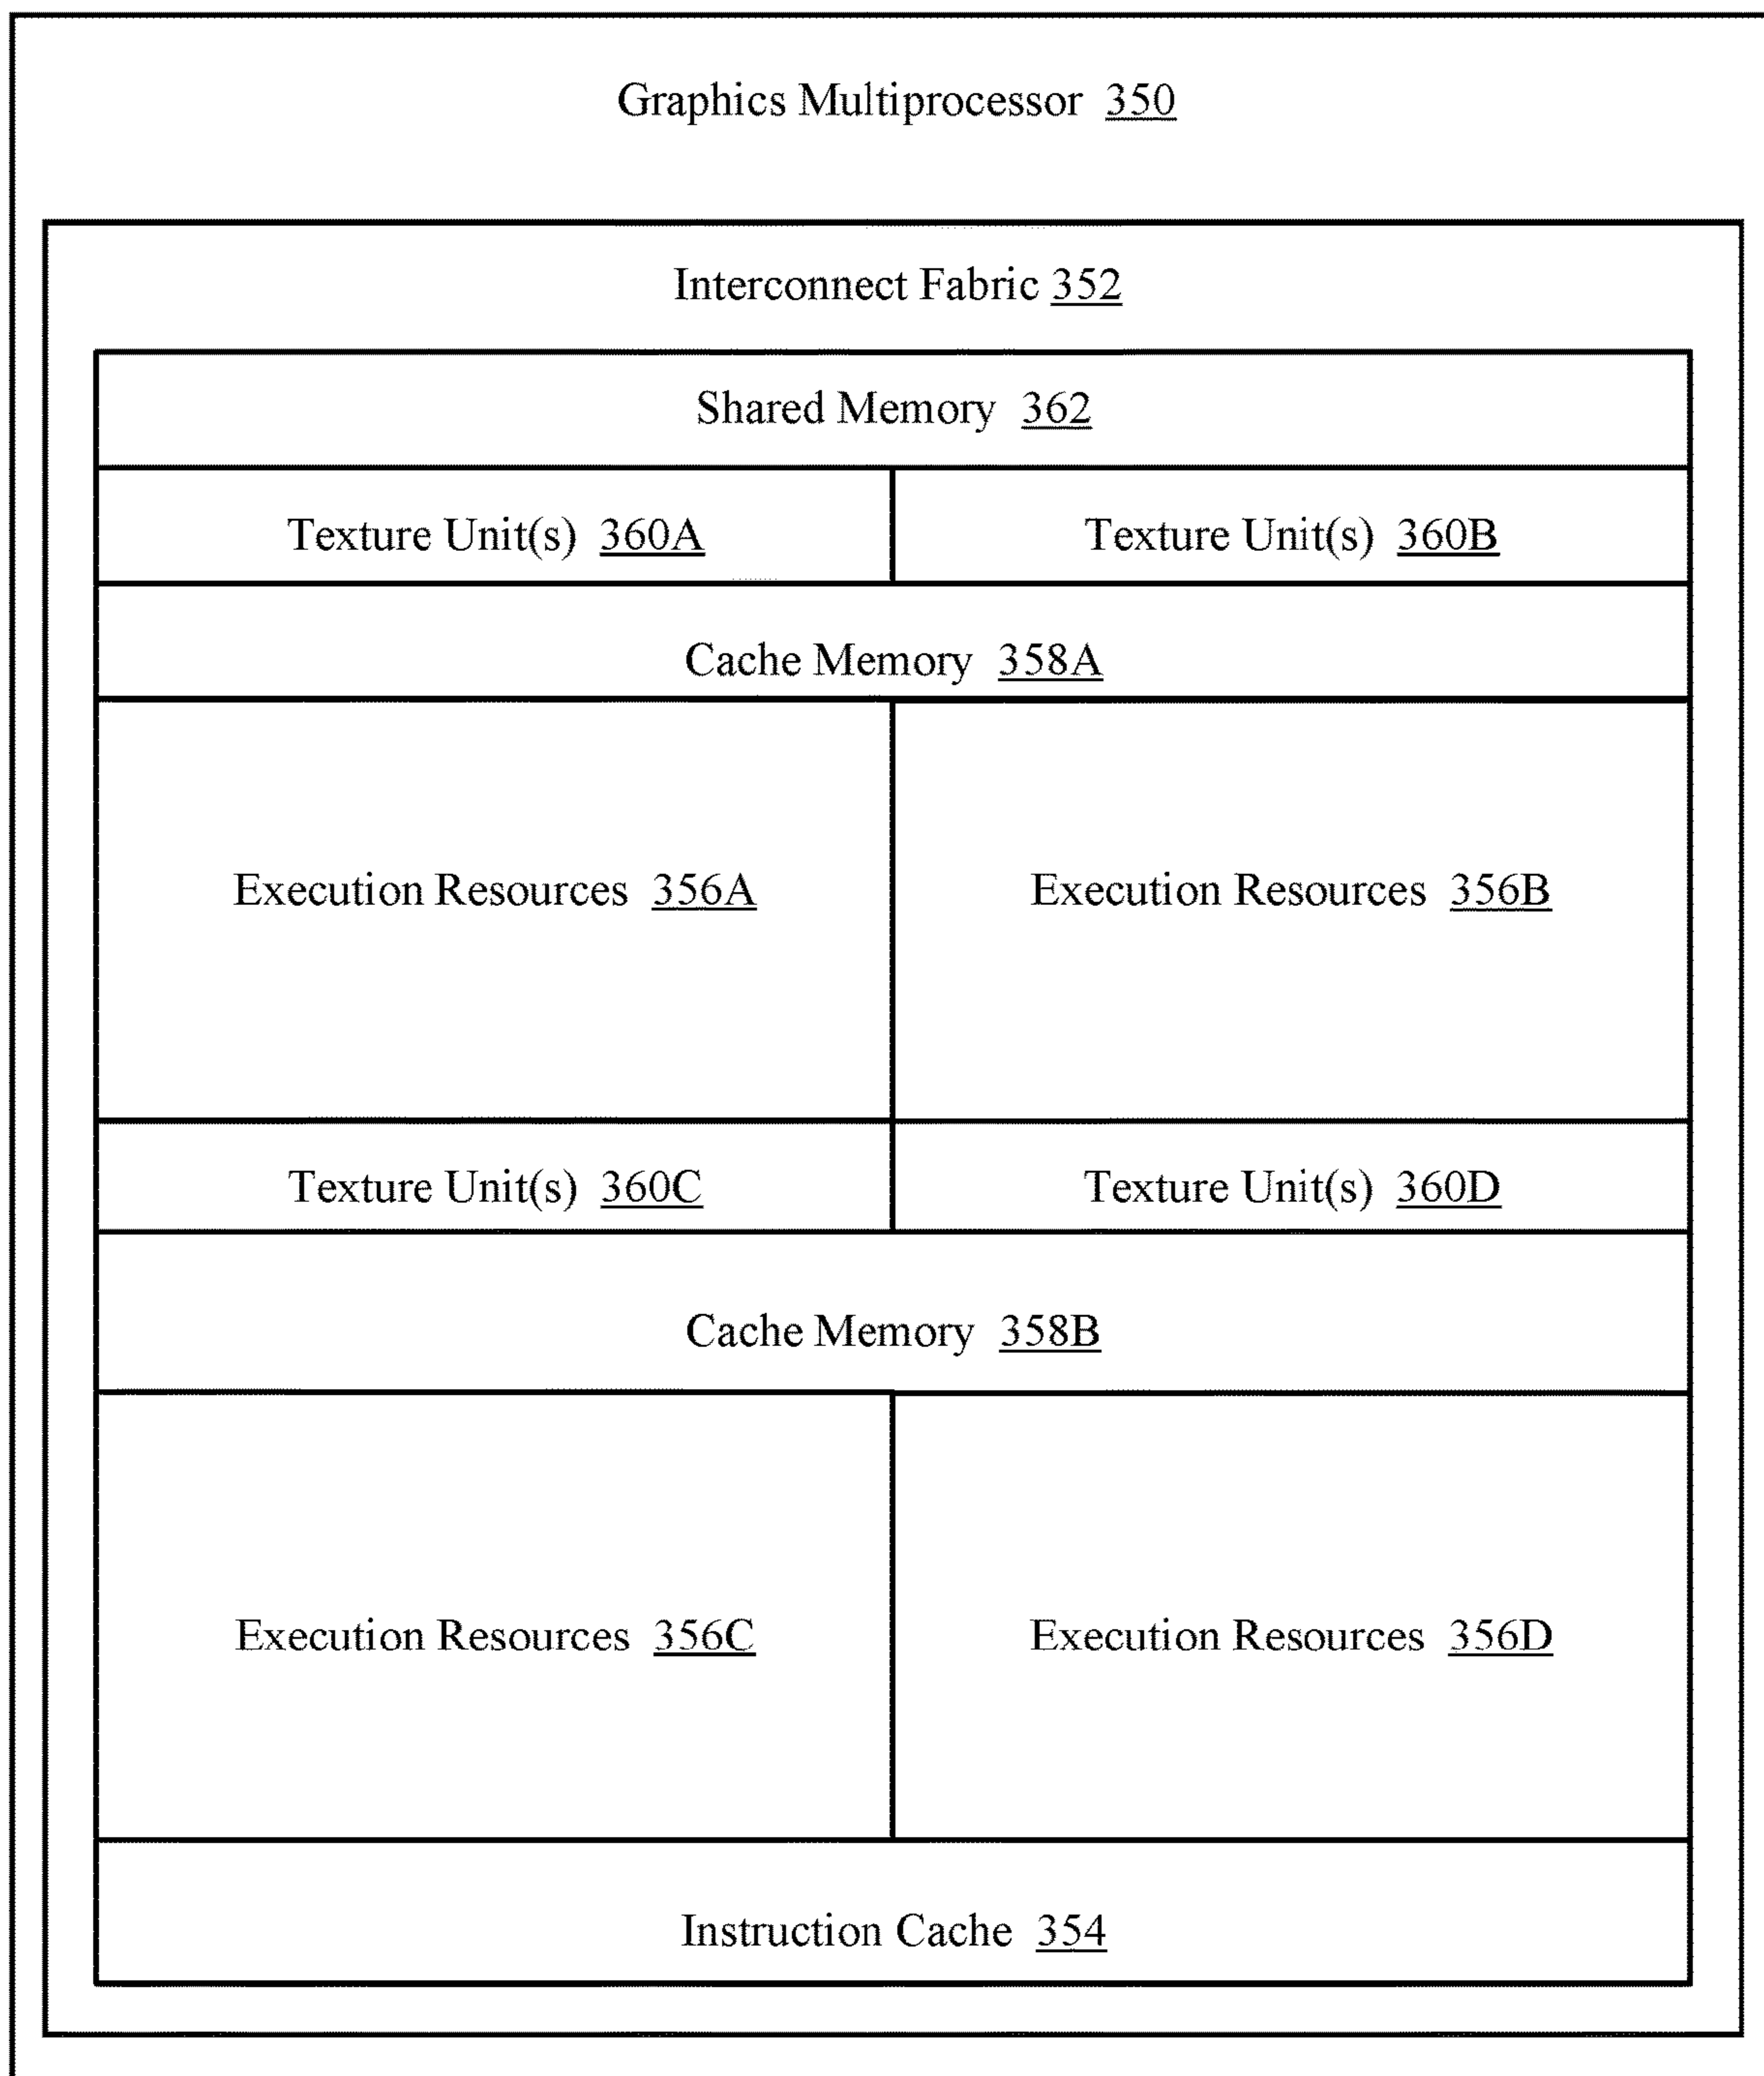 Graphics Multiprocessor 350
Interconnect Fabric 352
Shared Memory 362
Texture Unit(s) 360A
Texture Unit(s) 360B
Cache Memory 358A
Execution Resources 356A
Execution Resources 356B
Texture Unit(s) 360C
Texture Unit(s) 360D
Cache Memory 358B
Execution Resources 356C
Execution Resources 356D
Instruction Cache 354